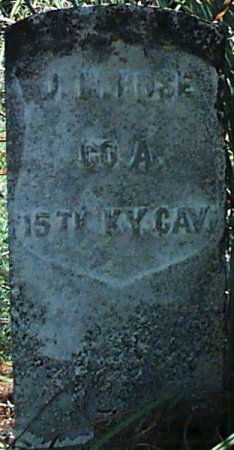 J. M. ROSE
CO A.
15TH KY. CAV.